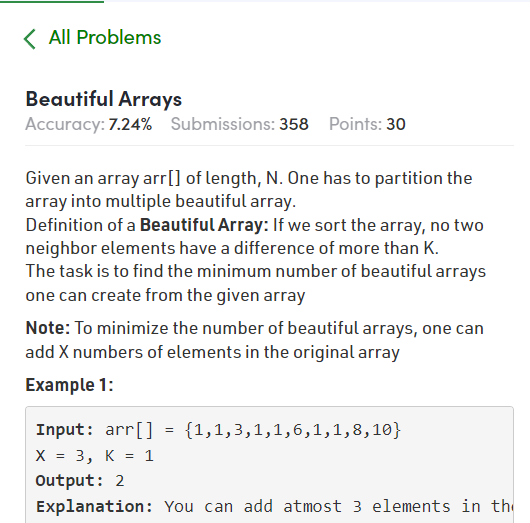 All Problems
Beautiful Arrays
Accuracy: 7.24% Submissions: 358 Points: 30
Given an array arr[] of length, N. One has to partition the
array into multiple beautiful array.
Definition of a Beautiful Array: If we sort the array, no two
neighbor elements have a difference of more than K.
The task is to find the minimum number of beautiful arrays
one can create from the given array
Note: To minimize the number of beautiful arrays, one can
add X numbers of elements in the original array
Example 1:
Input: arr[] = {1,1,3,1,1,6,1,1,8,10}
X = 3, K = 1
Output: 2
Explanation: You can add atmost 3 elements in